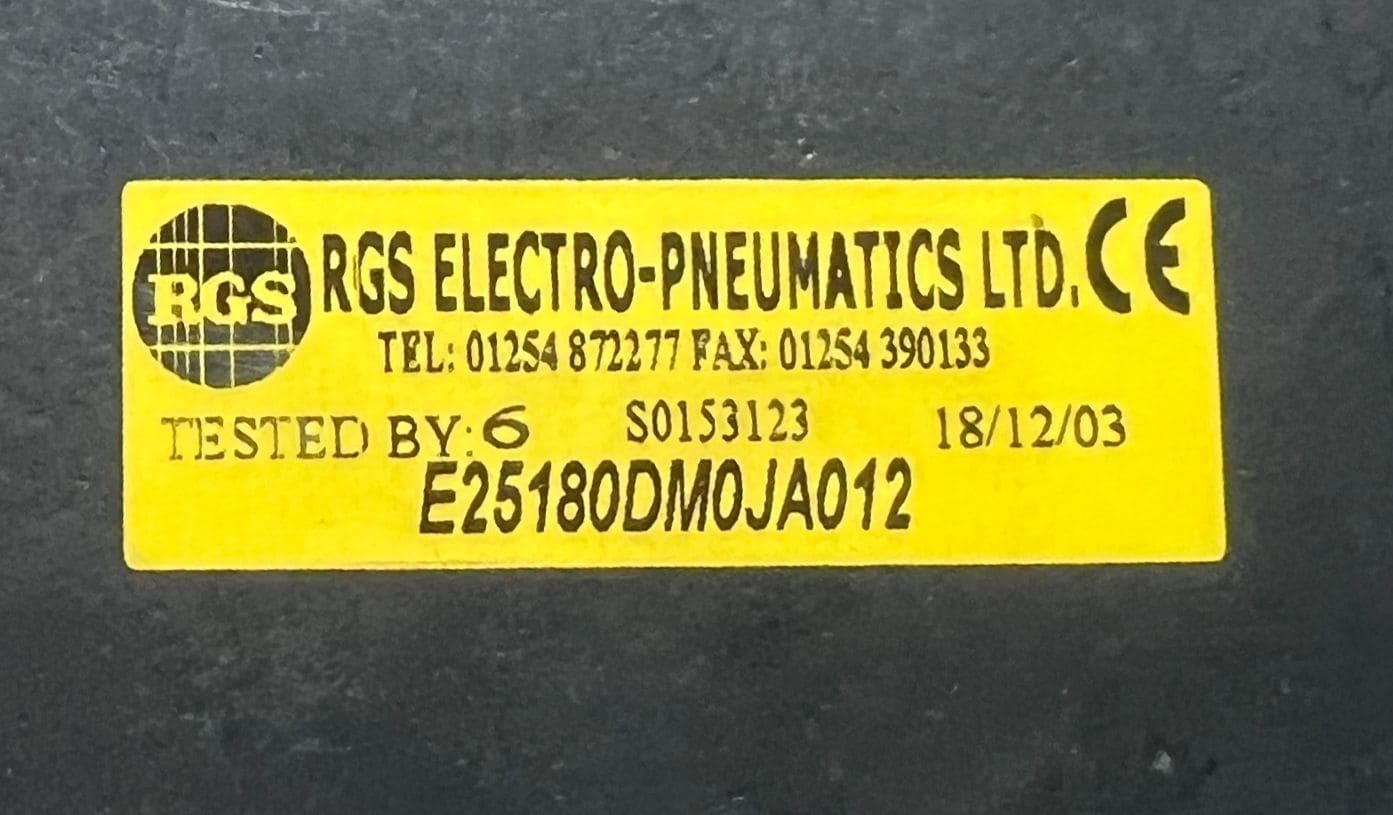 RGS RGS ELECTRO-PNEUMATICS LTD. CE
TEL: 01254 872277 FAX: 01254 390133
TESTED BY: 6 S0153123 18/12/03
E25180DM0JA012